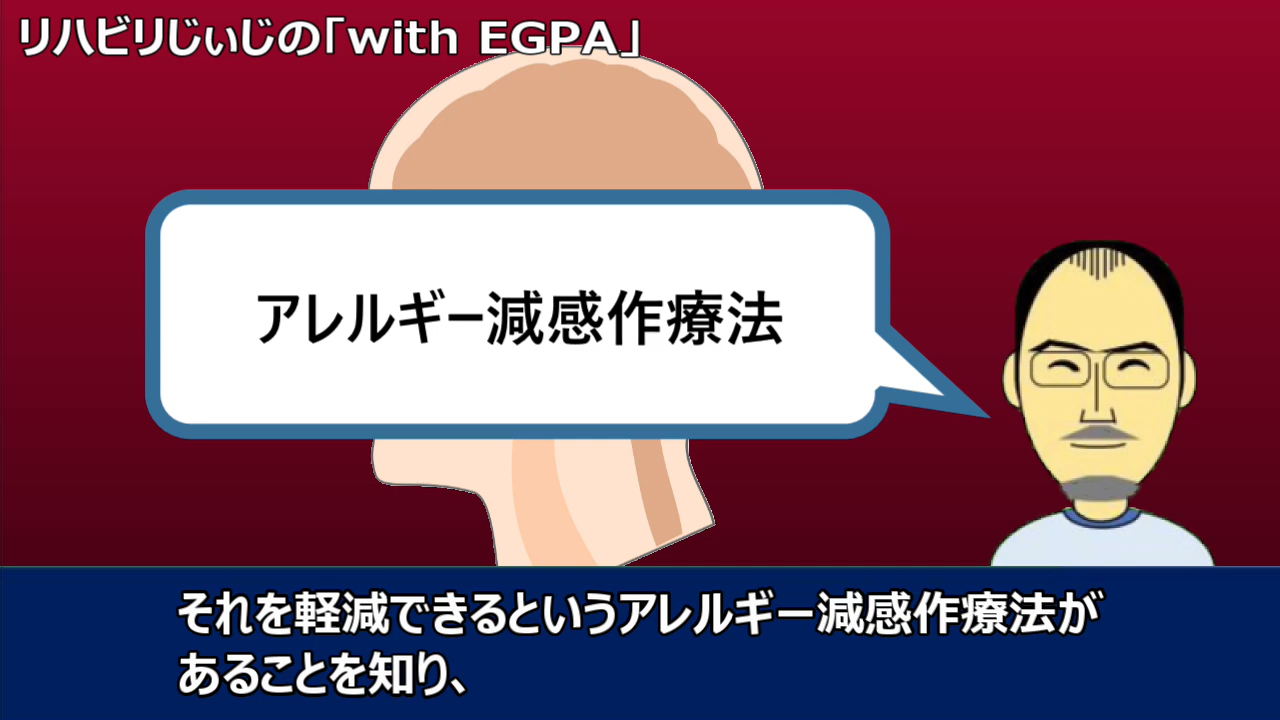 リハビリじぃじの「with EGPA」
アレルギー減感作療法
それを軽減できるというアレルギー減感作療法が
あることを知り、